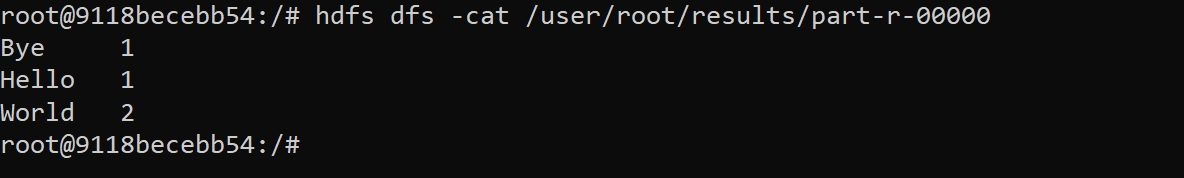 root@9118becebb54:/# hdfs dfs -cat /user/root/results/part-r-00000
Bye     1
Hello   1
World   2
root@9118becebb54:/#